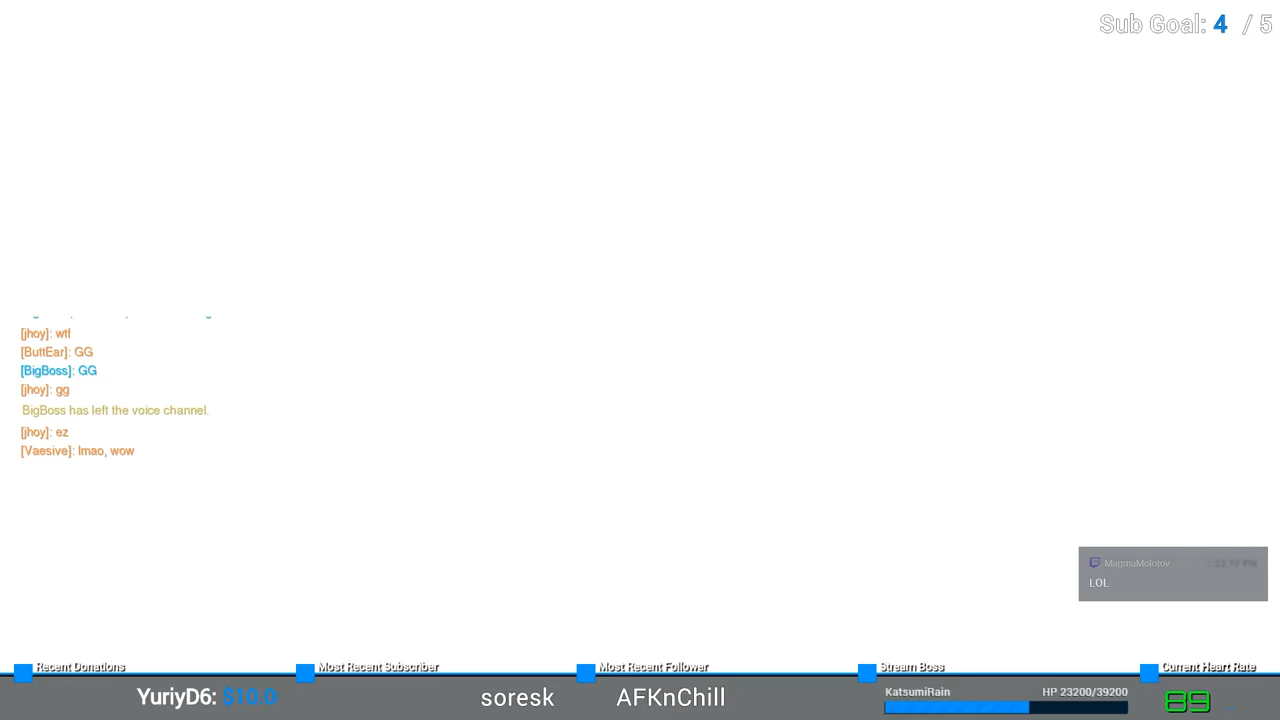 Sub Goal: 4 / 5
[jhoy]: wtf
[ButtEar]: GG
[BigBoss]: GG
[jhoy]: gg
BigBoss has left the voice channel.
[jhoy]: ez
[Vaesive]: lmao, wow
MagmaMolotov
PM
LOL
Recent Donations
Most Recent Subscriber
Most Recent Follower
Stream Boss
Current Heart Rate
YuriyD6: $10.0
soresk
AFKnChill
KatsumiRain HP 23200/39200
89